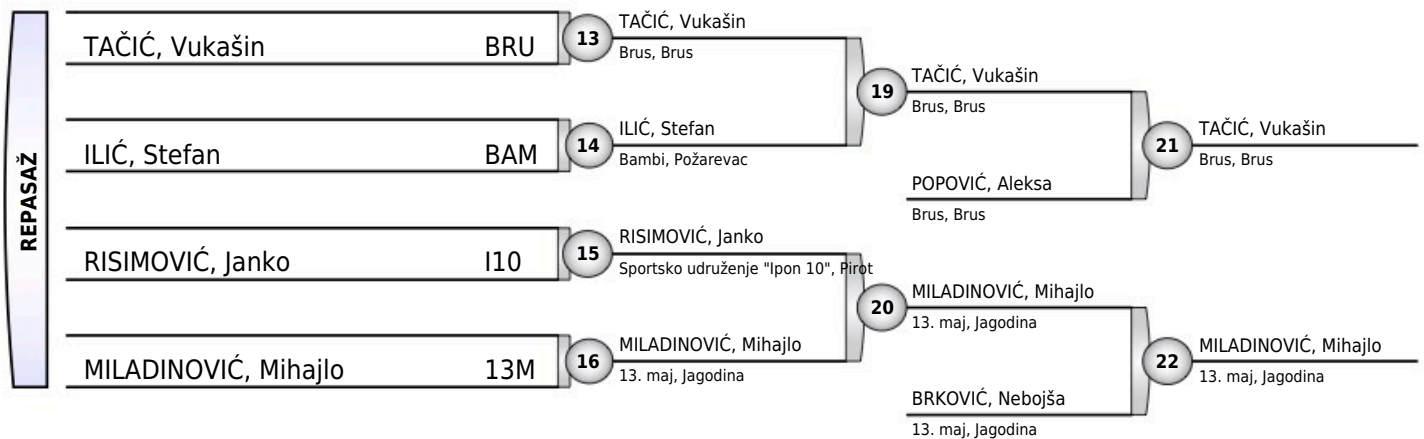 REPASAŽ
TAČIĆ, Vukašin BRU
13
TAČIĆ, Vukašin
Brus, Brus
ILIĆ, Stefan BAM
14
ILIĆ, Stefan
Bambi, Požarevac
19
TAČIĆ, Vukašin
Brus, Brus
POPOVIĆ, Aleksa
Brus, Brus
21
TAČIĆ, Vukašin
Brus, Brus
RISIMOVIĆ, Janko I10
15
RISIMOVIĆ, Janko
Sportsko udruženje "Ipon 10", Pirot
MILADINOVIĆ, Mihajlo 13M
16
MILADINOVIĆ, Mihajlo
13. maj, Jagodina
20
MILADINOVIĆ, Mihajlo
13. maj, Jagodina
BRKOVIĆ, Nebojša
13. maj, Jagodina
22
MILADINOVIĆ, Mihajlo
13. maj, Jagodina